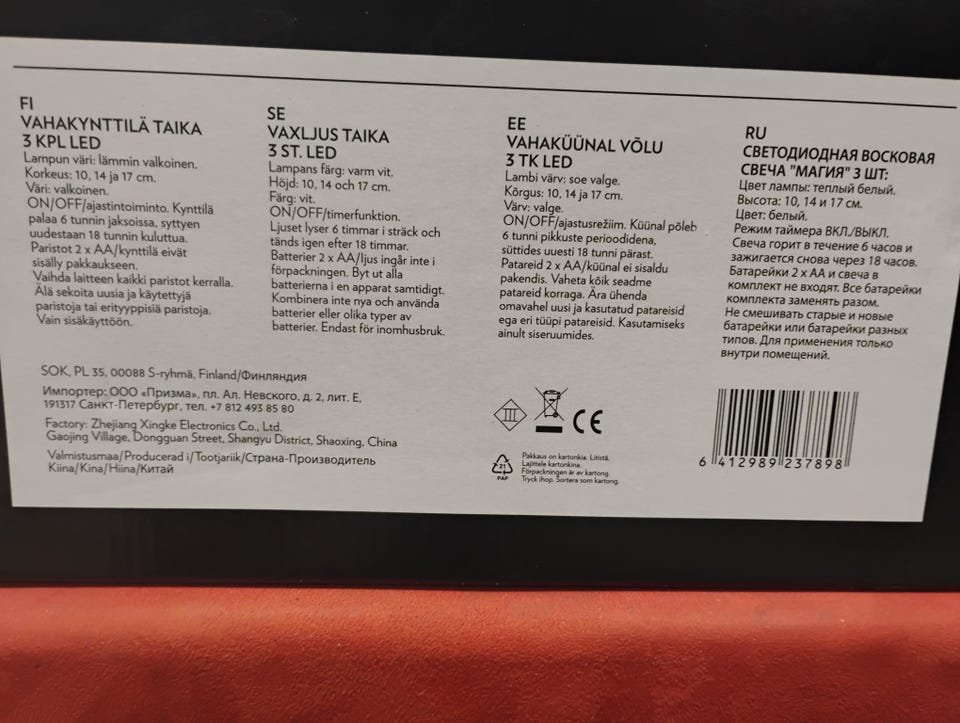 FI
VAHAKYNTTILÄ TAIKA
3 KPL LED
Lampun väri: lämmin valkoinen.
Korkeus: 10, 14 ja 17 cm.
Väri: valkoinen.
ON/OFF/ajastintoiminto. Kynttilä
palaa 6 tunnin jaksoissa, syttyen
uudestaan 18 tunnin kuluttua.
Paristot 2 x AA/kynttilä eivät
sisälly pakkaukseen.
Vaihda laitteen kaikki paristot kerralla.
Älä sekoita uusia ja käytettyjä
paristoja tai erityyppisiä paristoja.
Vain sisäkäyttöön.
SE
VAXLJUS TAIKA
3 ST. LED
Lampans färg: varm vit.
Höjd: 10, 14 och 17 cm.
Färg: vit.
ON/OFF/timerfunktion.
Ljuset lyser 6 timmar i sträck och
tänds igen efter 18 timmar.
Batterier 2 x AA/ljus ingår inte i
förpackningen. Byt ut alla
batterierna i en apparat samtidigt.
Kombinera inte nya och använda
batterier eller olika typer av
batterier. Endast för inomhusbruk.
EE
VAHAKÜÜNAL VÕLU
3 TK LED
Lambi värv: soe valge.
Kõrgus: 10, 14 ja 17 cm.
Värv: valge.
ON/OFF/ajastusrežiim. Küünal põleb
6 tunni pikkuste perioodidena,
süttides uuesti 18 tunni pärast.
Patareid 2 x AA/küünal ei sisaldu
pakendis. Vaheta kõik seadme
patareid korraga. Ära ühenda
omavahel uusi ja kasutatud patareisid
ega eri tüüpi patareisid. Kasutamiseks
ainult siseruumides.
RU
СВЕТОДИОДНАЯ ВОСКОВАЯ
СВЕЧА "МАГИЯ" 3 ШТ:
Цвет лампы: теплый белый.
Высота: 10, 14 и 17 см.
Цвет: белый.
Режим таймера ВКЛ./ВЫКЛ.
Свеча горит в течение 6 часов и
зажигается снова через 18 часов.
Батарейки 2 x AA и свеча в
комплект не входят. Все батарейки
комплекта заменять разом.
Не смешивать старые и новые
батарейки или батарейки разных
типов. Для применения только
внутри помещений.
SOK, PL 35, 00088 S-ryhmä, Finland/Финляндия
Импортер: ООО «Призма», пл. Ал. Невского, д. 2, лит. Е,
191317 Санкт-Петербург, тел. +7 812 493 85 80
Factory: Zhejiang Xingke Electronics Co., Ltd.
Gaojing Village, Dongguan Street, Shangyu District, Shaoxing, China
Valmistusmaa/Producerad i/Tootjariik/Страна-Производитель
Kiina/Kina/Hiina/Китай
III
CE
21
PAP
Pakkaus on kartonkia. Litistä.
Lajittele kartonkina.
Förpackningen är av kartong.
Tryck ihop. Sortera som kartong.
6 412989 237898